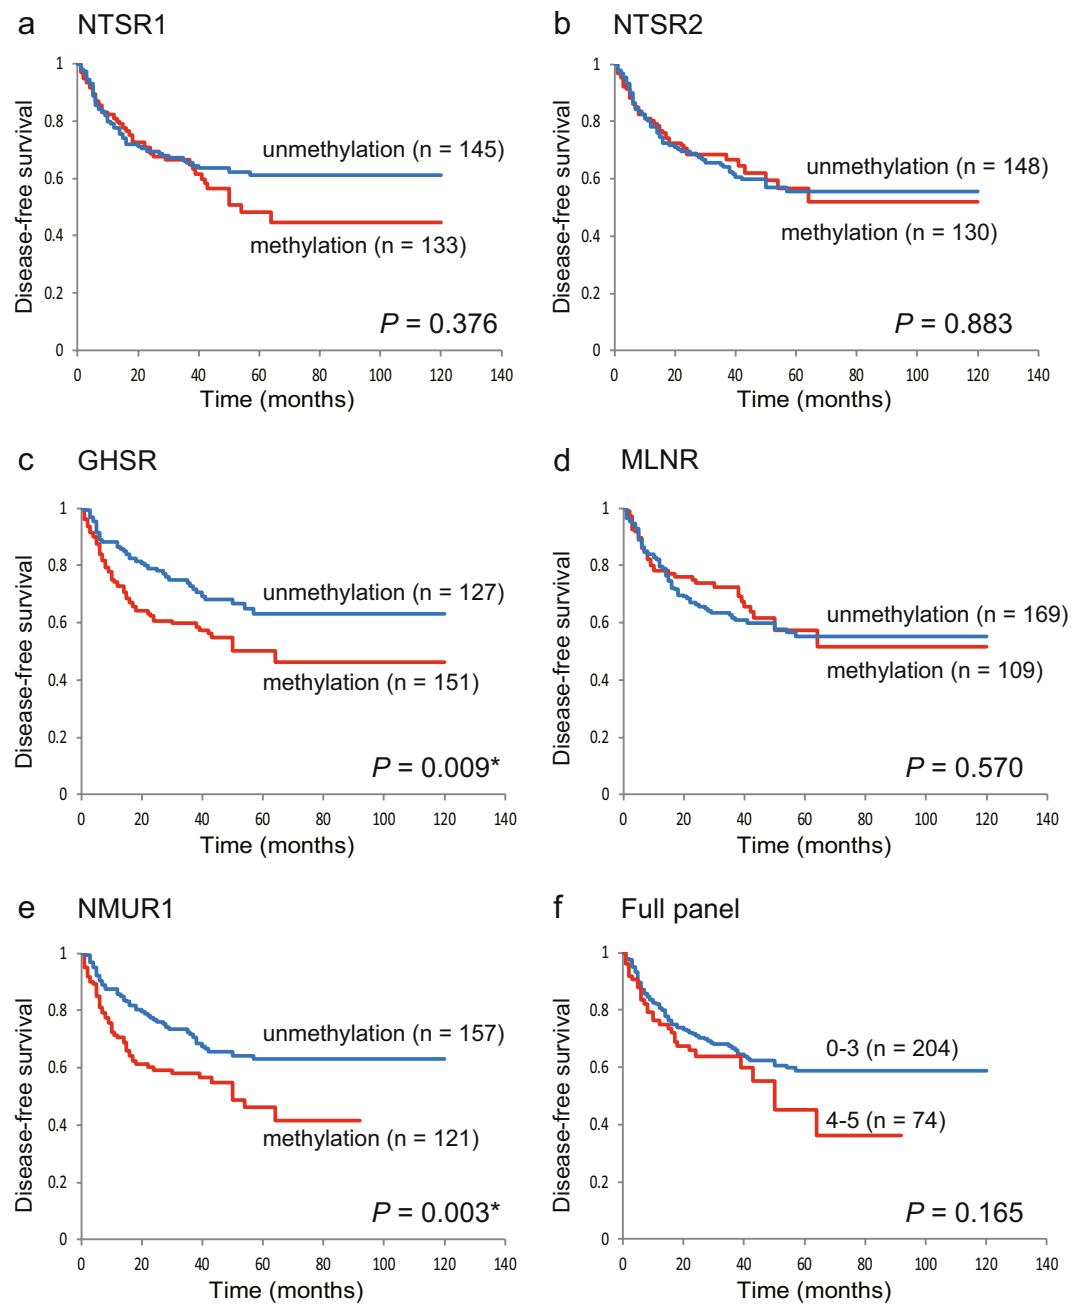 a NTSR1
Disease-free survival
1
0.8
0.6
0.4
0.2
0
unmethylation (n = 145)
methylation (n = 133)
P = 0.376
0 20 40 60 80 100 120 140
Time (months)
b NTSR2
Disease-free survival
1
0.8
0.6
0.4
0.2
0
unmethylation (n = 148)
methylation (n = 130)
P = 0.883
0 20 40 60 80 100 120 140
Time (months)
c GHSR
Disease-free survival
1
0.8
0.6
0.4
0.2
0
unmethylation (n = 127)
methylation (n = 151)
P = 0.009*
0 20 40 60 80 100 120 140
Time (months)
d MLNR
Disease-free survival
1
0.8
0.6
0.4
0.2
0
unmethylation (n = 169)
methylation (n = 109)
P = 0.570
0 20 40 60 80 100 120 140
Time (months)
e NMUR1
Disease-free survival
1
0.8
0.6
0.4
0.2
0
unmethylation (n = 157)
methylation (n = 121)
P = 0.003*
0 20 40 60 80 100 120 140
Time (months)
f Full panel
Disease-free survival
1
0.8
0.6
0.4
0.2
0
0-3 (n = 204)
4-5 (n = 74)
P = 0.165
0 20 40 60 80 100 120 140
Time (months)